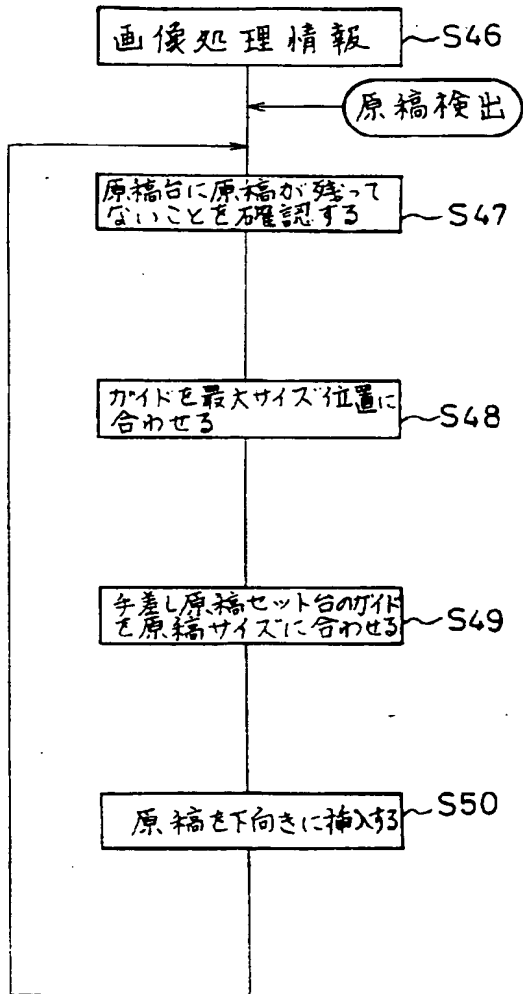 画像処理情報 S46
原稿検出
原稿台に原稿が残って
ないことを確認する S47
ガイドを最大サイズ位置に
合わせる S48
手差し原稿セット台のガイド
を原稿サイズに合わせる S49
原稿を下向きに挿入する S50